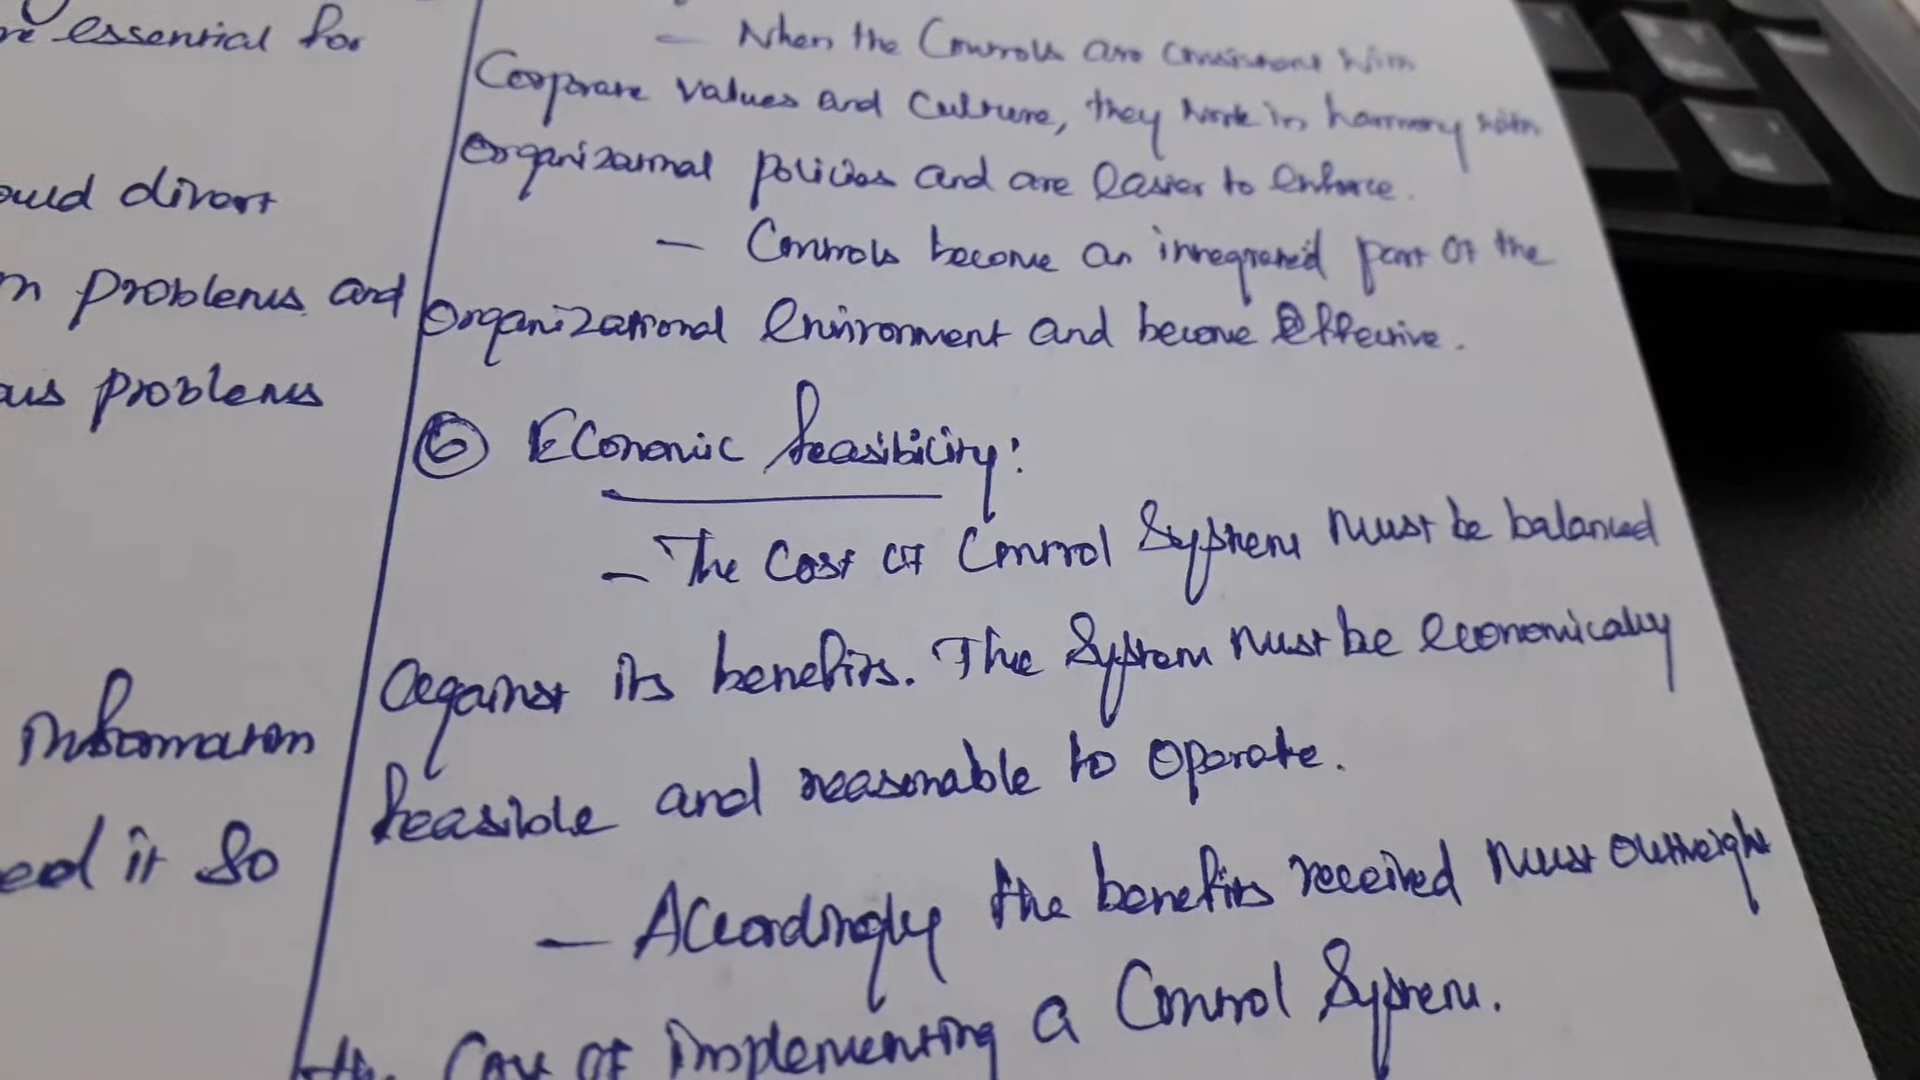 essential for
divert
problems and
problems
information
it so
- When the Controls are consistent with
Corporate values and Culture, they work in harmony with
Organizational policies and are easier to enforce.
- Controls become an integrated part of the
organizational environment and become effective.
6 Economic feasibility:
- The cost of Control System must be balanced
against its benefits. The System must be economically
feasible and reasonable to operate.
- Accordingly the benefits received must outweigh
the Cost of implementing a Control System.